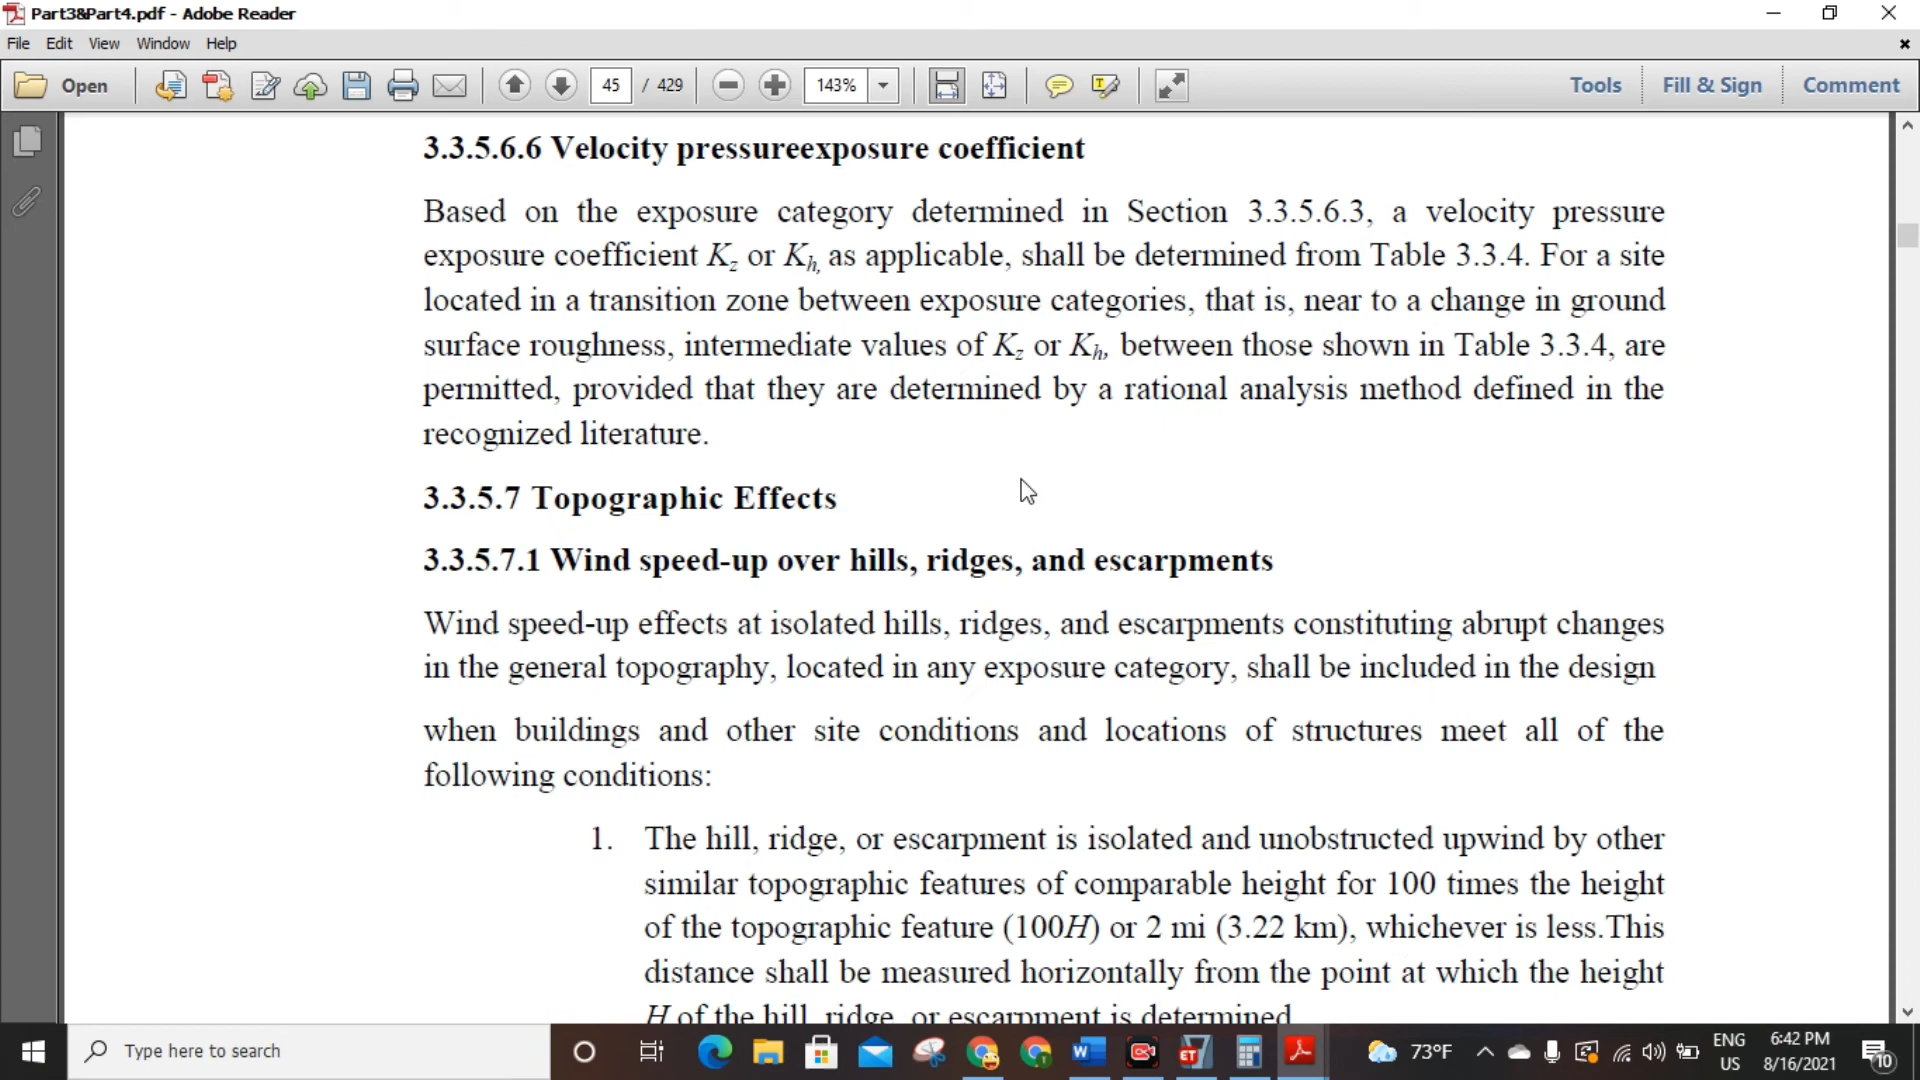 Part3&Part4.pdf - Adobe Reader
File Edit View Window Help
Open 45 / 429 143% Tools Fill & Sign Comment
3.3.5.6.6 Velocity pressureexposure coefficient
Based on the exposure category determined in Section 3.3.5.6.3, a velocity pressure
exposure coefficient Kz or Kh, as applicable, shall be determined from Table 3.3.4. For a site
located in a transition zone between exposure categories, that is, near to a change in ground
surface roughness, intermediate values of Kz or Kh, between those shown in Table 3.3.4, are
permitted, provided that they are determined by a rational analysis method defined in the
recognized literature.
3.3.5.7 Topographic Effects
3.3.5.7.1 Wind speed-up over hills, ridges, and escarpments
Wind speed-up effects at isolated hills, ridges, and escarpments constituting abrupt changes
in the general topography, located in any exposure category, shall be included in the design
when buildings and other site conditions and locations of structures meet all of the
following conditions:
1. The hill, ridge, or escarpment is isolated and unobstructed upwind by other
similar topographic features of comparable height for 100 times the height
of the topographic feature (100H) or 2 mi (3.22 km), whichever is less.This
distance shall be measured horizontally from the point at which the height
H of the hill, ridge, or escarpment is determined.
Type here to search
73°F
ENG
US
6:42 PM
8/16/2021
10